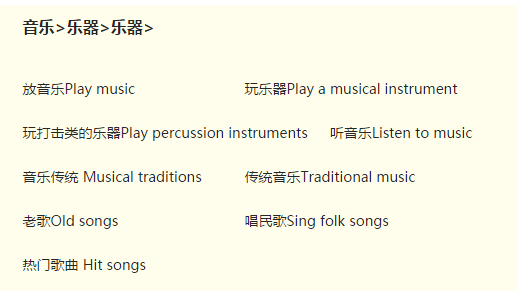 音乐>乐器>乐器>
放音乐Play music 玩乐器Play a musical instrument
玩打击类的乐器Play percussion instruments 听音乐Listen to music
音乐传统 Musical traditions 传统音乐Traditional music
老歌Old songs 唱民歌Sing folk songs
热门歌曲 Hit songs